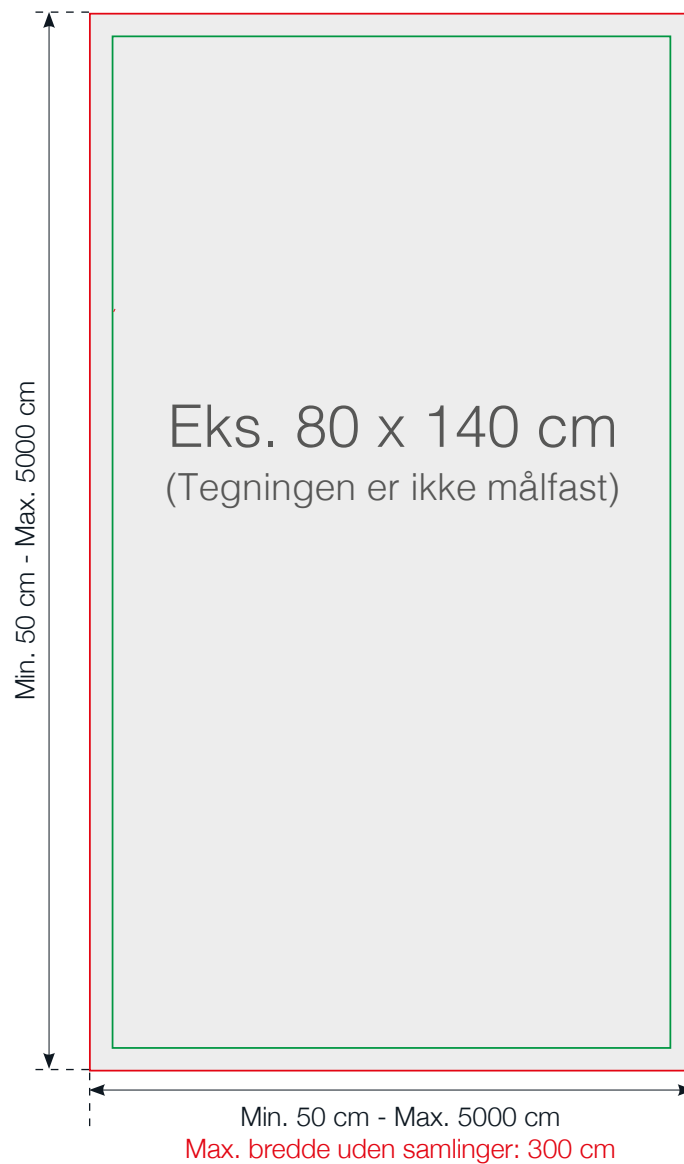 Eks. 80 x 140 cm
(Tegningen er ikke målfast)
Min. 50 cm - Max. 5000 cm
Min. 50 cm - Max. 5000 cm
Max. bredde uden samlinger: 300 cm